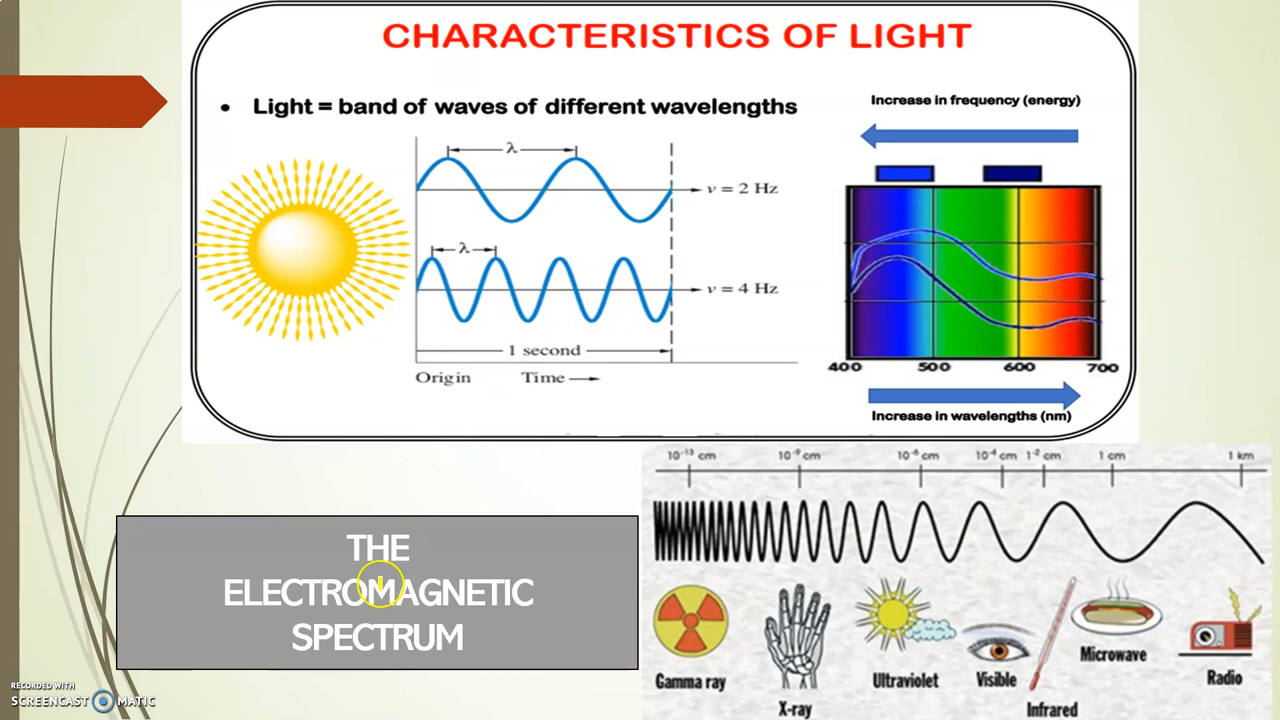 CHARACTERISTICS OF LIGHT
• Light = band of waves of different wavelengths
λ
ν = 2 Hz
λ
ν = 4 Hz
1 second
Origin Time
Increase in frequency (energy)
400 500 600 700
Increase in wavelengths (nm)
10⁻¹³ cm 10⁻⁹ cm 10⁻⁶ cm 10⁻⁴ cm 1⁻² cm 1 cm 1 km
Gamma ray
X-ray
Ultraviolet
Visible
Infrared
Microwave
Radio
THE
ELECTROMAGNETIC
SPECTRUM
RECORDED WITH
SCREENCAST MATIC